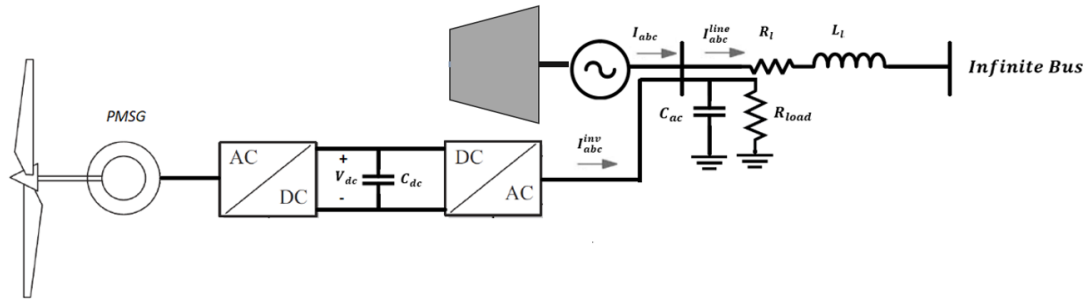 I_abc
I_abc^line
R_l
L_l
Infinite Bus
PMSG
C_ac
R_load
I_abc^inv
AC
DC
+
V_dc
-
C_dc
DC
AC